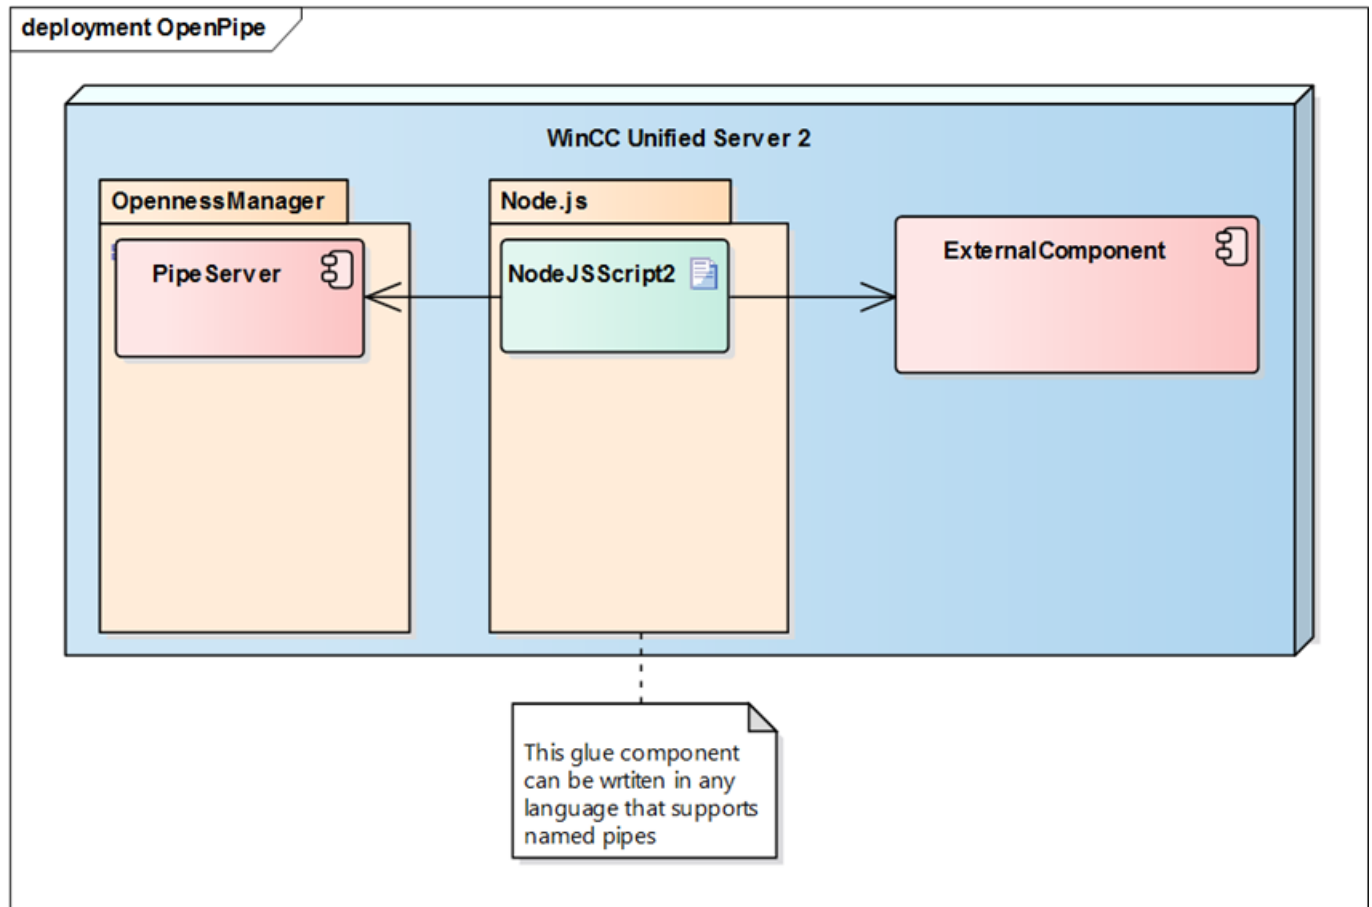 deployment OpenPipe
WinCC Unified Server 2
OpennessManager
Node.js
PipeServer
NodeJSScript2
ExternalComponent
This glue component
can be wrtiten in any
language that supports
named pipes